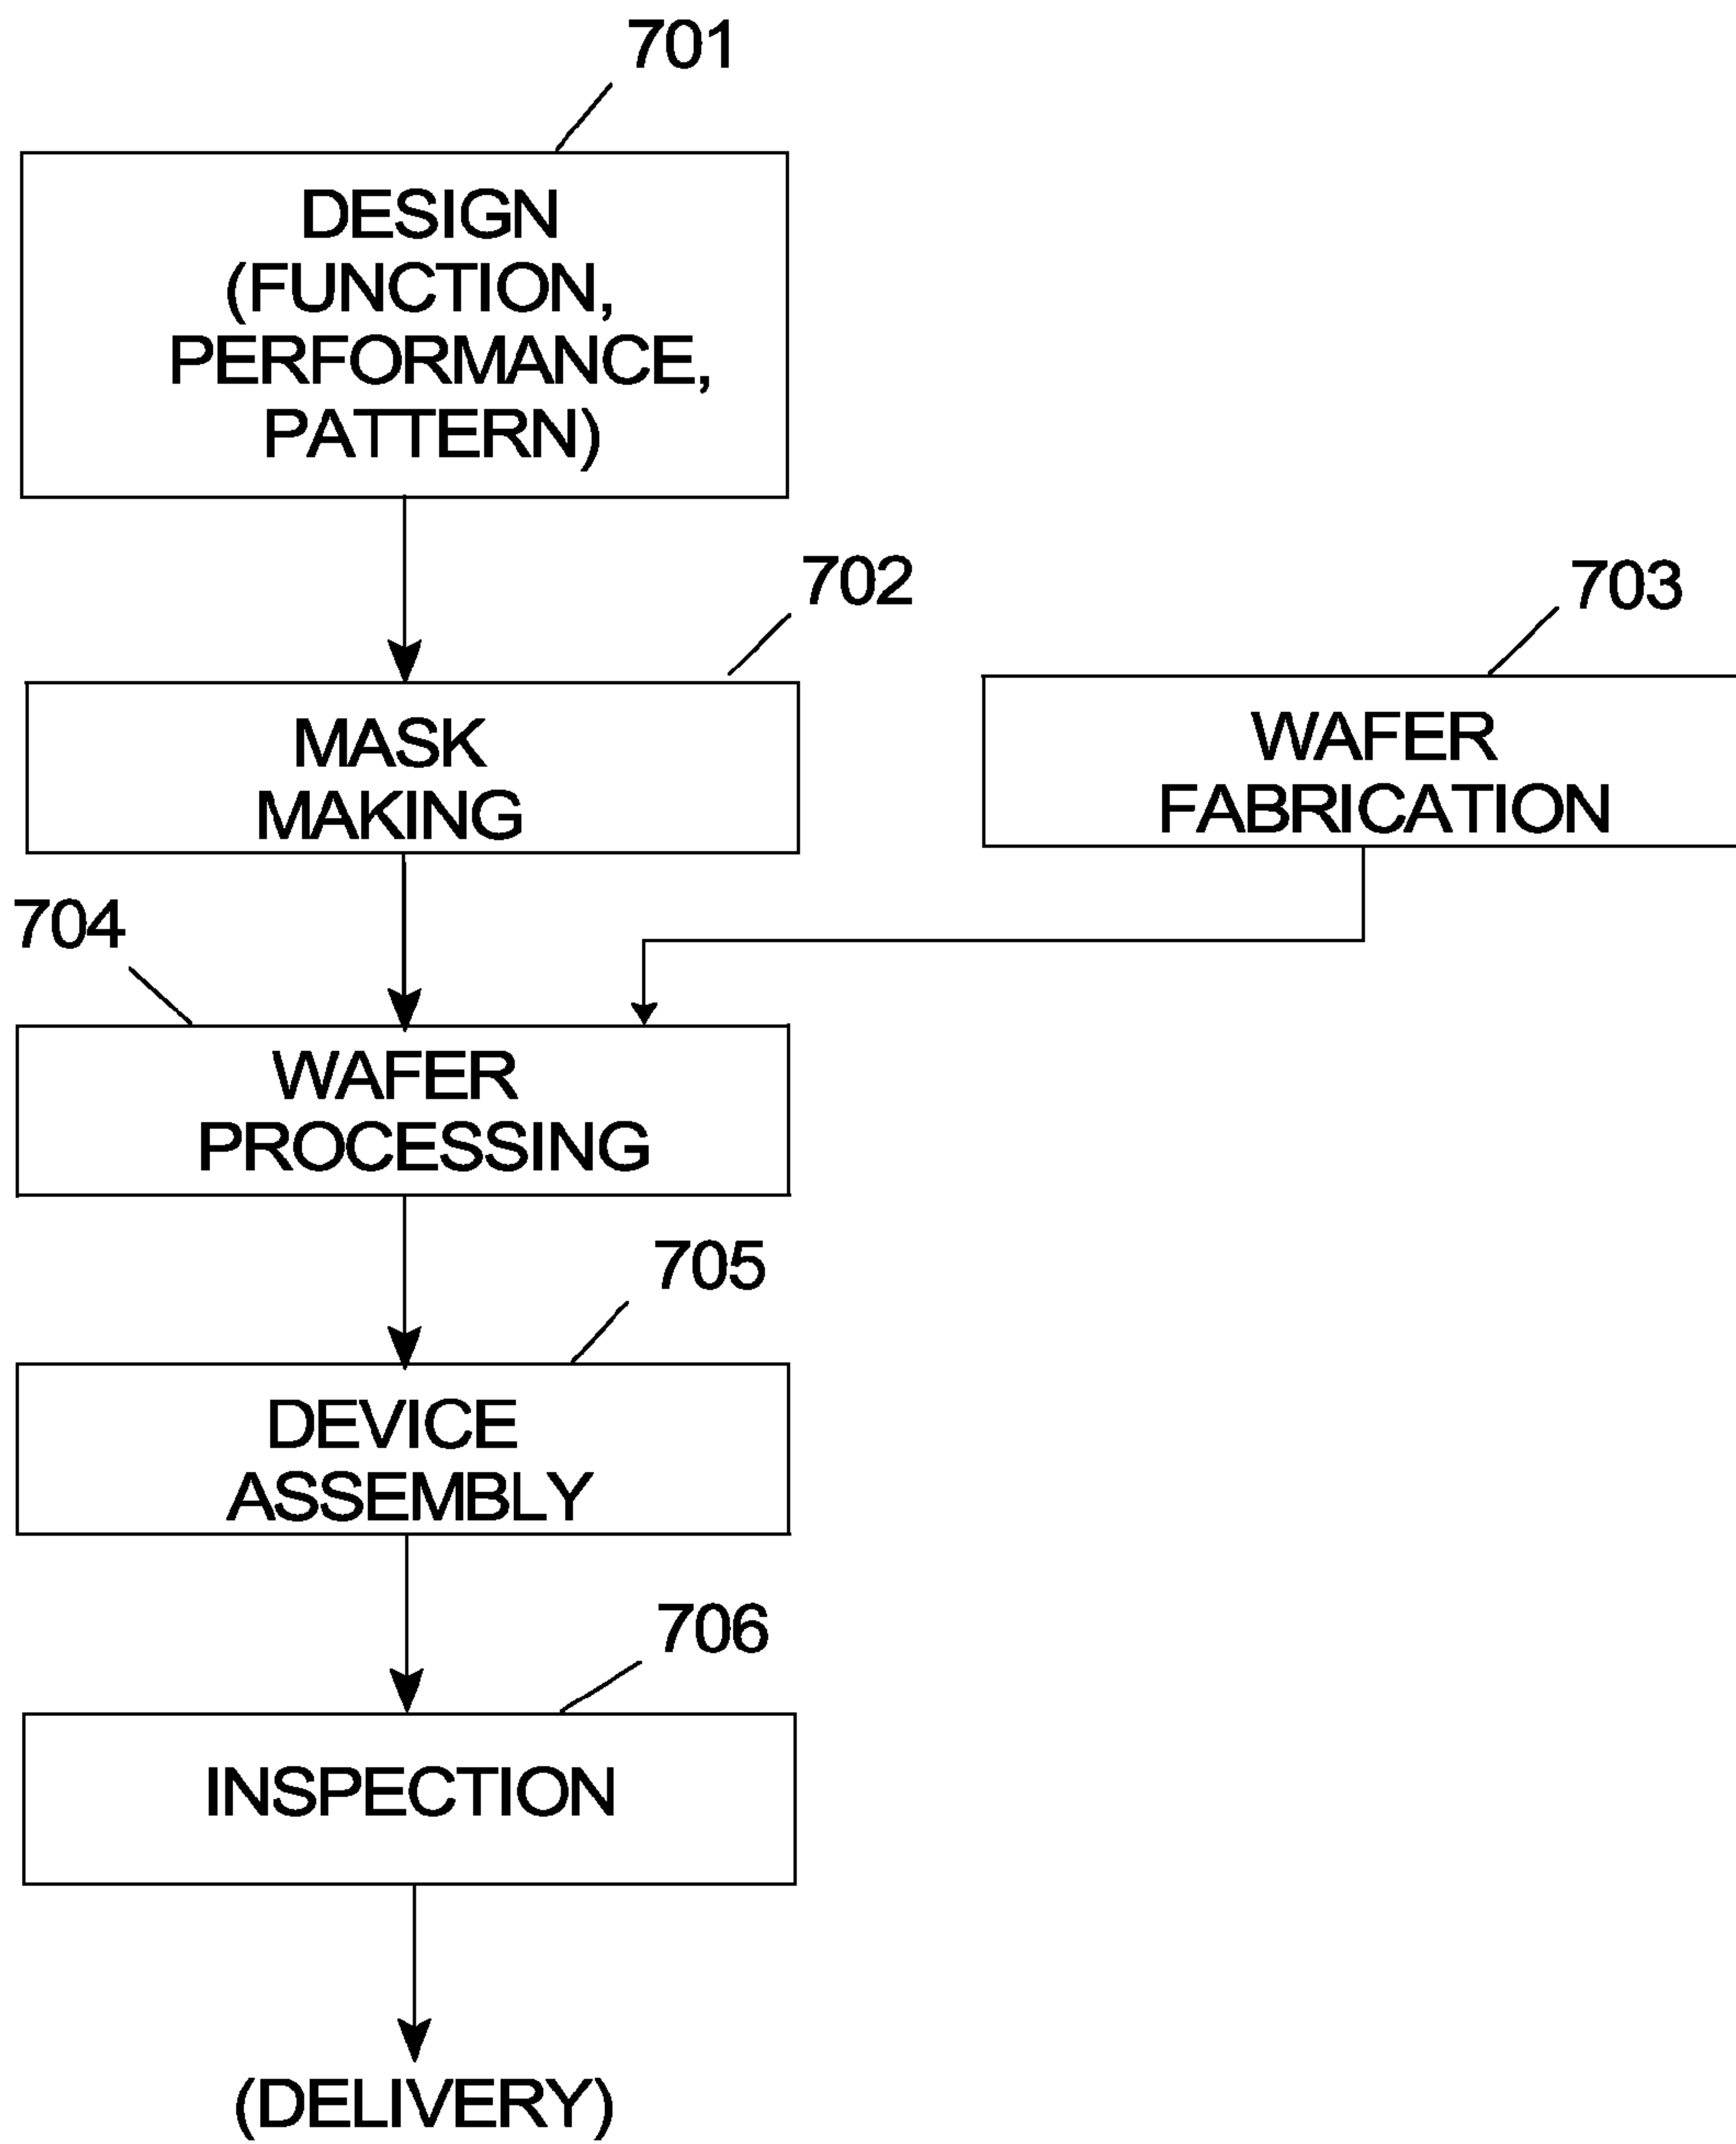 701
DESIGN
(FUNCTION,
PERFORMANCE,
PATTERN)
702
703
MASK
MAKING
WAFER
FABRICATION
704
WAFER
PROCESSING
705
DEVICE
ASSEMBLY
706
INSPECTION
(DELIVERY)